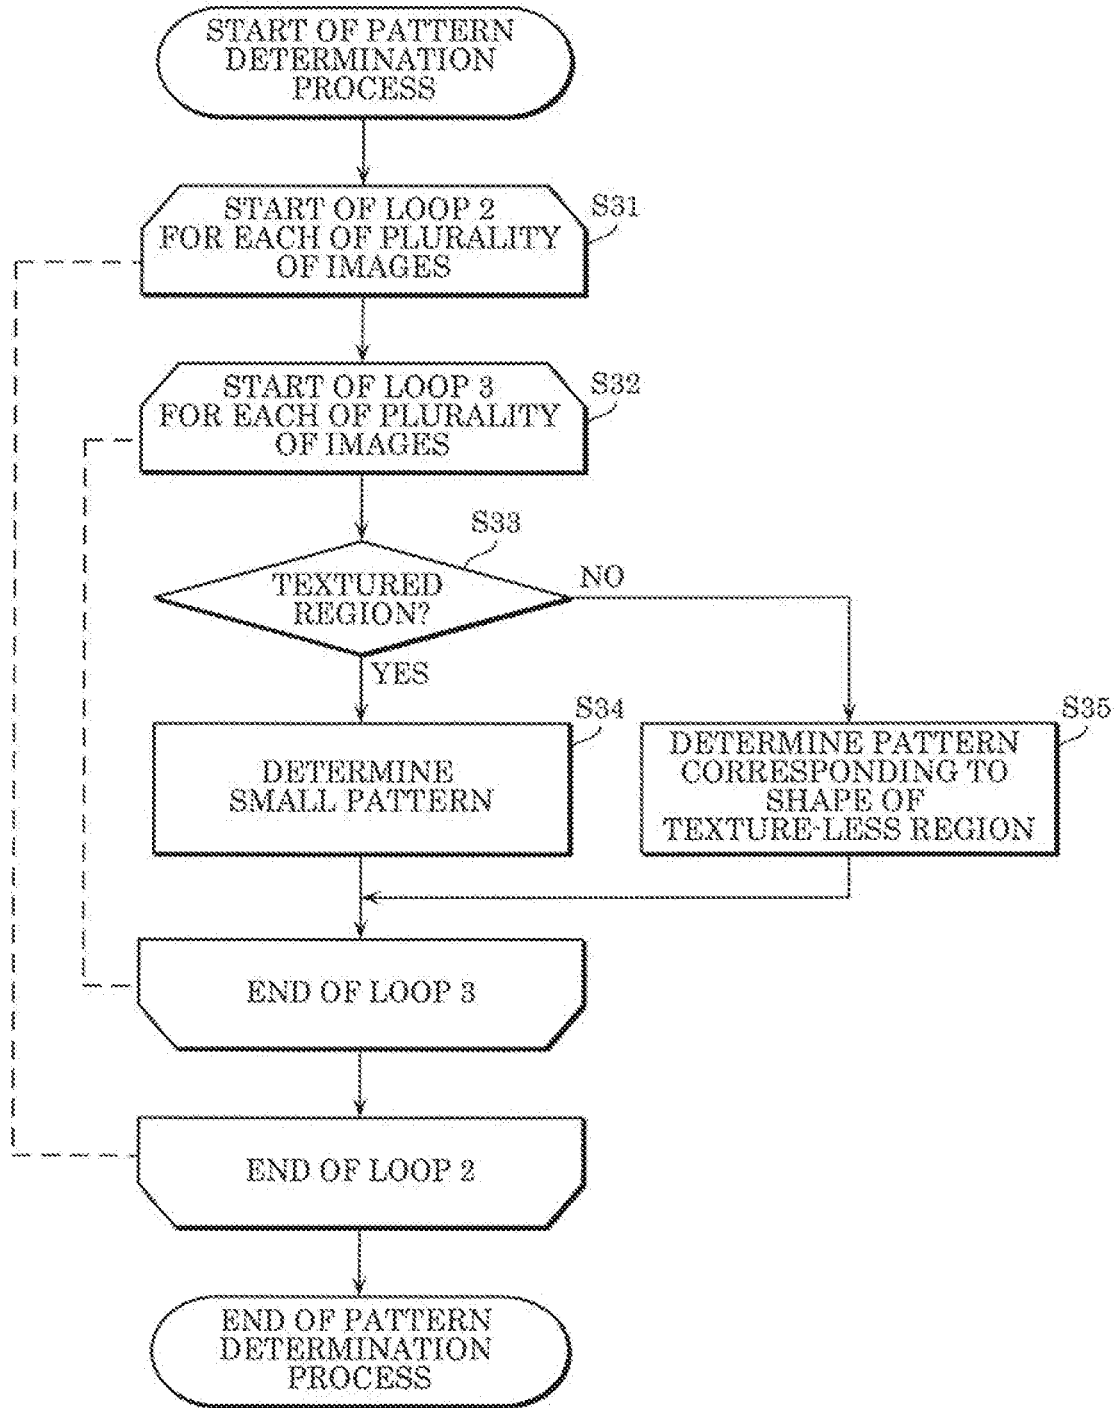 START OF PATTERN
DETERMINATION
PROCESS
START OF LOOP 2
FOR EACH OF PLURALITY
OF IMAGES
S31
START OF LOOP 3
FOR EACH OF PLURALITY
OF IMAGES
S32
S33
TEXTURED
REGION?
NO
YES
S34
DETERMINE
SMALL PATTERN
S35
DETERMINE PATTERN
CORRESPONDING TO
SHAPE OF
TEXTURE-LESS REGION
END OF LOOP 3
END OF LOOP 2
END OF PATTERN
DETERMINATION
PROCESS